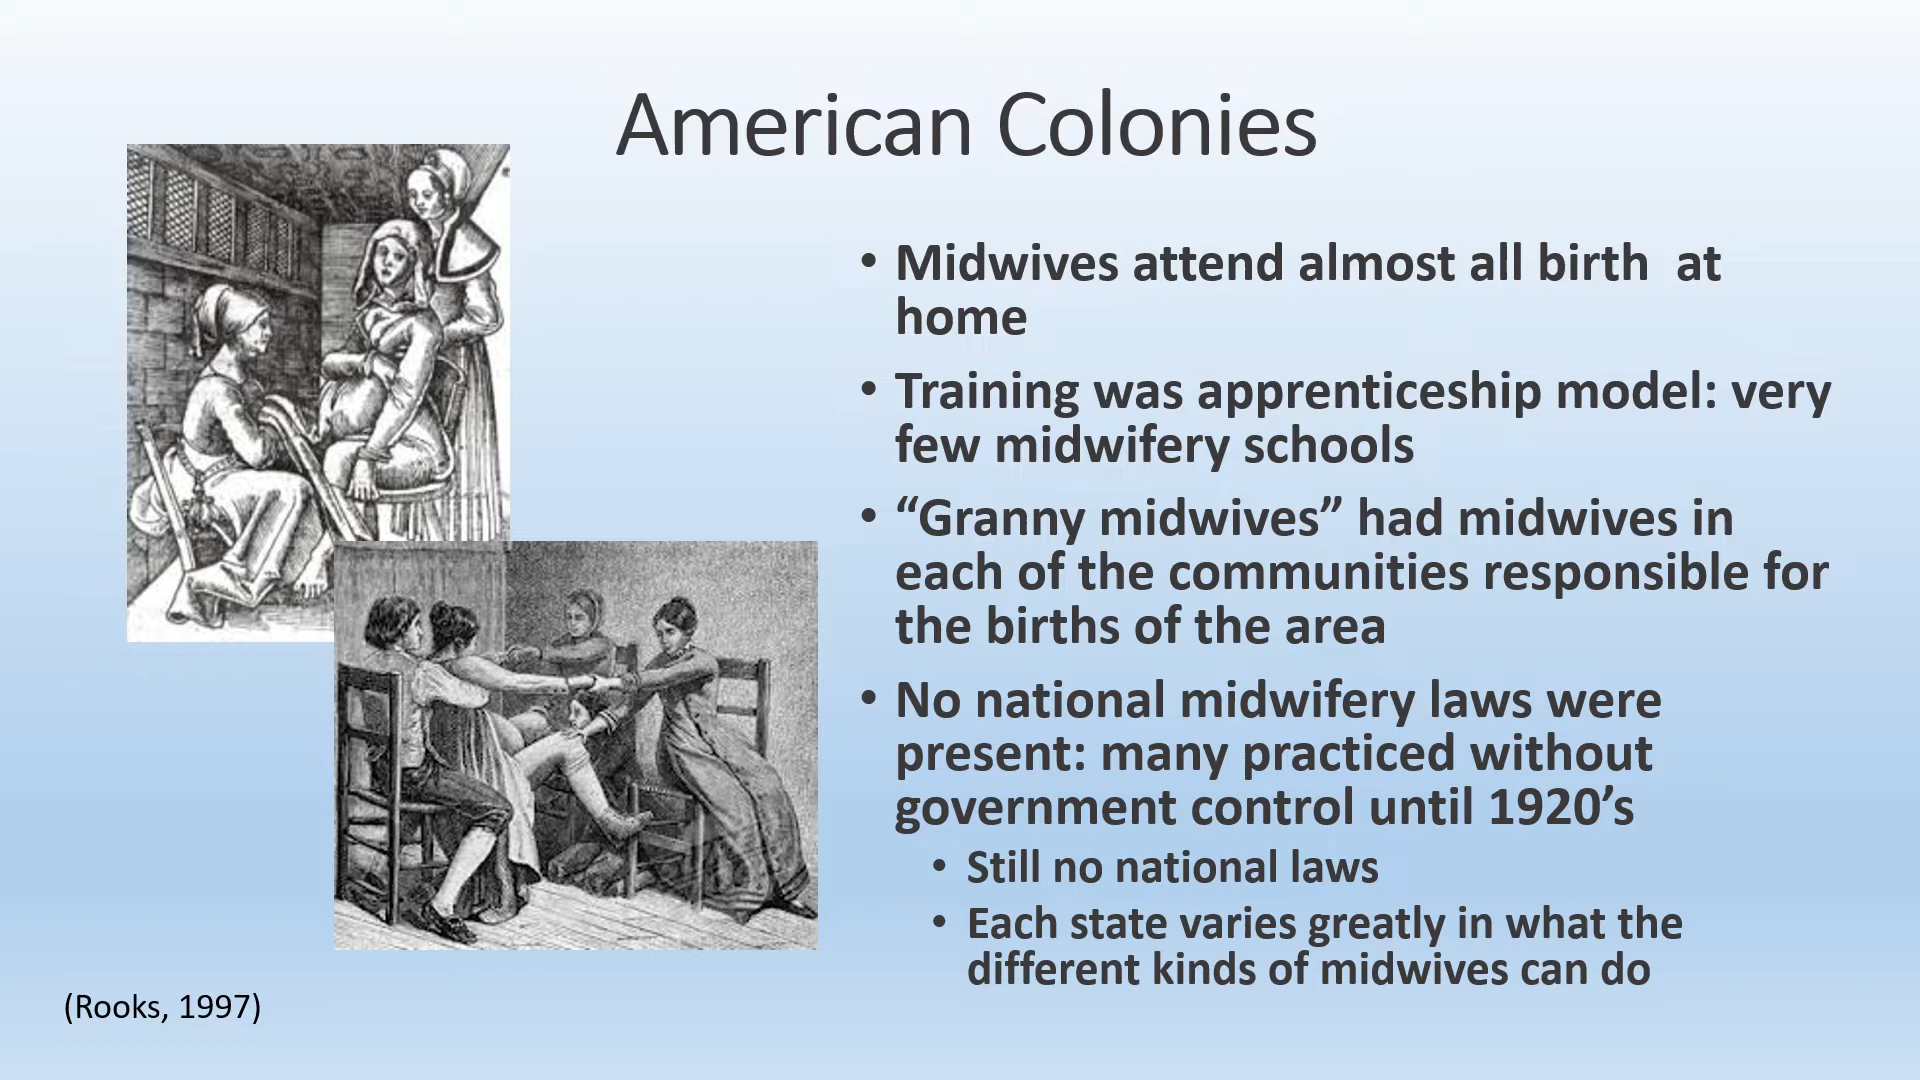 American Colonies
• Midwives attend almost all birth  at
home
• Training was apprenticeship model: very
few midwifery schools
• “Granny midwives” had midwives in
each of the communities responsible for
the births of the area
• No national midwifery laws were
present: many practiced without
government control until 1920’s
• Still no national laws
• Each state varies greatly in what the
different kinds of midwives can do
(Rooks, 1997)